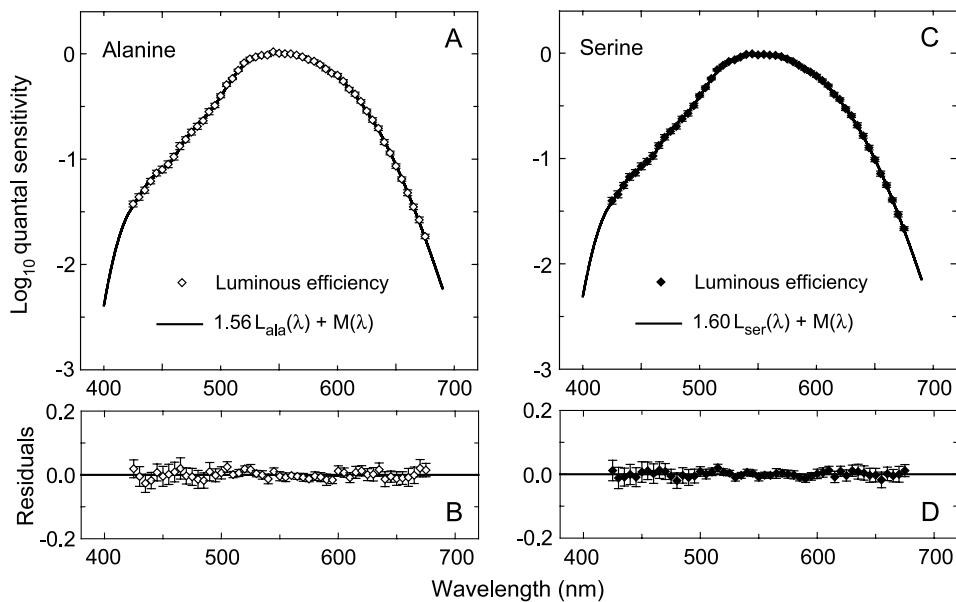 Alanine
A
0
-1
-2
-3
Log10 quantal sensitivity
Luminous efficiency
1.56 Lala(λ) + M(λ)
400
500
600
700
Serine
C
0
-1
-2
-3
Luminous efficiency
1.60 Lser(λ) + M(λ)
400
500
600
700
0.2
0.0
-0.2
Residuals
B
400
500
600
700
0.2
0.0
-0.2
D
400
500
600
700
Wavelength (nm)